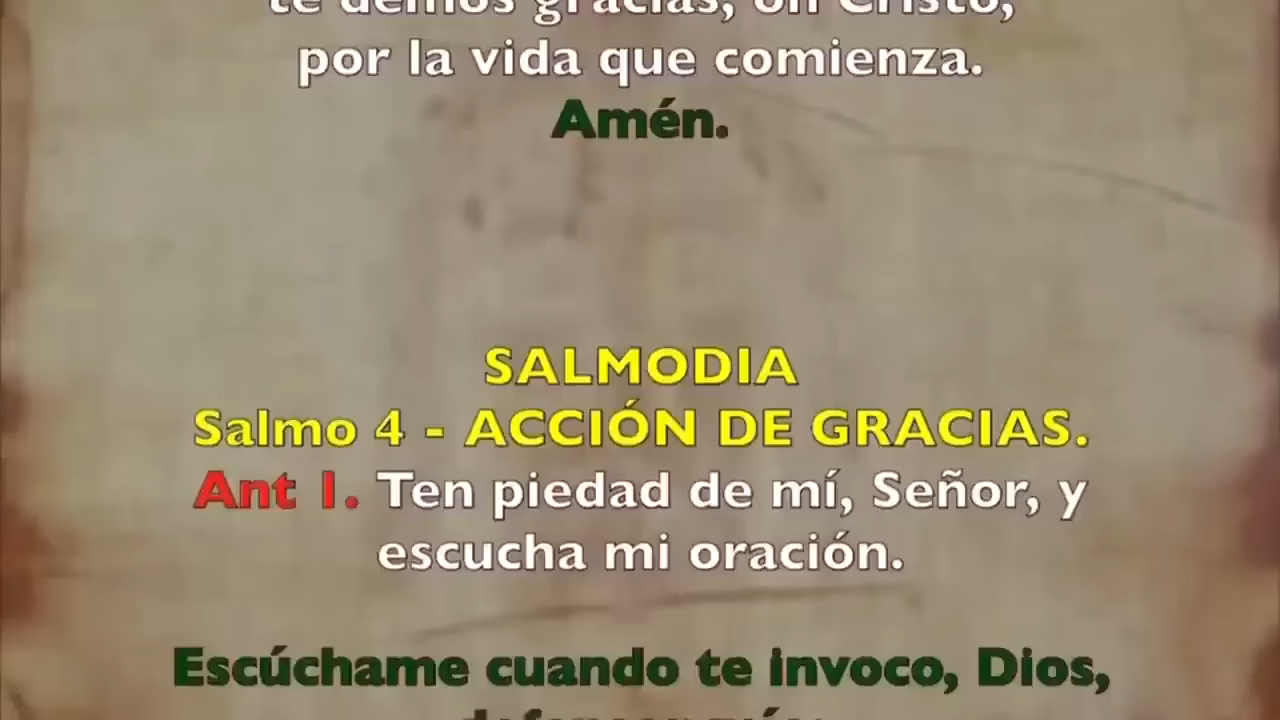 te demos gracias, oh Cristo,
por la vida que comienza.
Amén.
SALMODIA
Salmo 4 - ACCIÓN DE GRACIAS.
Ant 1. Ten piedad de mí, Señor, y
escucha mi oración.
Escúchame cuando te invoco, Dios,